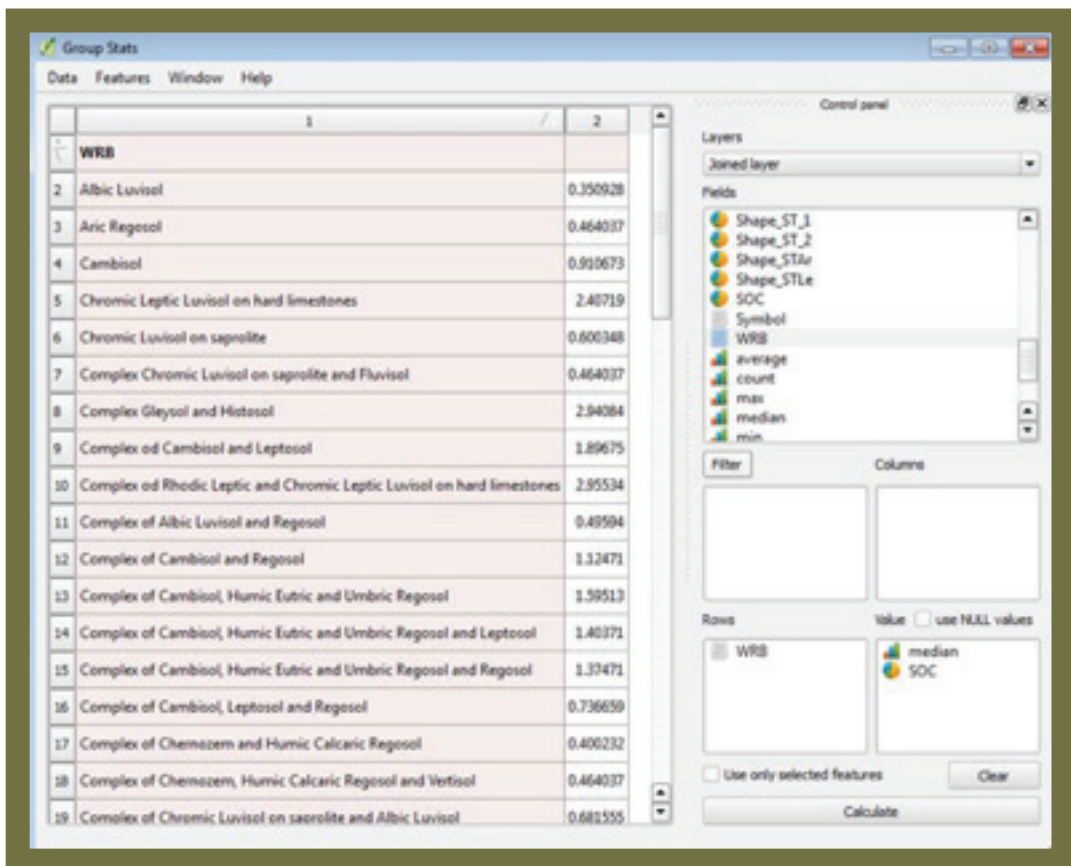 Group Stats
Data Features Window Help
1 2
WRB
2 Albic Luvisol 0.350928
3 Aric Regosol 0.464037
4 Cambisol 0.910673
5 Chromic Leptic Luvisol on hard limestones 2.40719
6 Chromic Luvisol on saprolite 0.600348
7 Complex Chromic Luvisol on saprolite and Fluvisol 0.464037
8 Complex Gleysol and Histosol 2.94084
9 Complex od Cambisol and Leptosol 1.89675
10 Complex od Rhodic Leptic and Chromic Leptic Luvisol on hard limestones 2.95534
11 Complex of Albic Luvisol and Regosol 0.49594
12 Complex of Cambisol and Regosol 1.12471
13 Complex of Cambisol, Humic Eutric and Umbric Regosol 1.59513
14 Complex of Cambisol, Humic Eutric and Umbric Regosol and Leptosol 1.40371
15 Complex of Cambisol, Humic Eutric and Umbric Regosol and Regosol 1.37471
16 Complex of Cambisol, Leptosol and Regosol 0.736659
17 Complex of Chernozem and Humic Calcaric Regosol 0.400232
18 Complex of Chernozem, Humic Calcaric Regosol and Vertisol 0.464037
19 Complex of Chromic Luvisol on saprolite and Albic Luvisol 0.681555
Control panel
Layers
Joined layer
Fields
Shape_ST_1
Shape_ST_2
Shape_STAr
Shape_STLe
SOC
Symbol
WRB
average
count
max
median
min
Filter Columns
Rows Value use NULL values
WRB median
SOC
Use only selected features Clear
Calculate